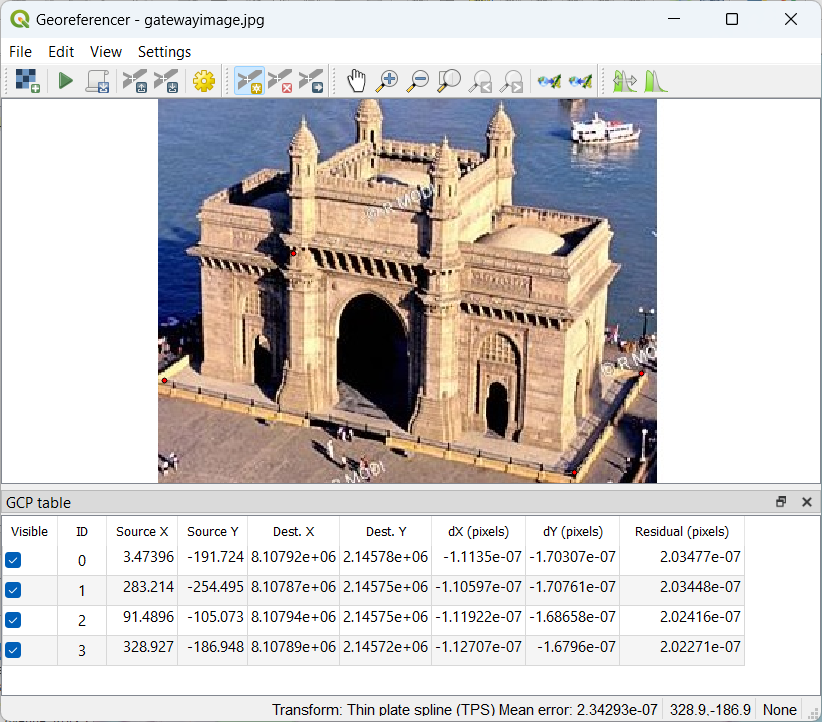 Georeferencer - gatewayimage.jpg
File Edit View Settings
© R MODI
© R MO
R MODI
GCP table
Visible ID Source X Source Y Dest. X Dest. Y dX (pixels) dY (pixels) Residual (pixels)
0 3.47396 -191.724 8.10792e+06 2.14578e+06 -1.1135e-07 -1.70307e-07 2.03477e-07
1 283.214 -254.495 8.10787e+06 2.14575e+06 -1.10597e-07 -1.70761e-07 2.03448e-07
2 91.4896 -105.073 8.10794e+06 2.14575e+06 -1.11922e-07 -1.68658e-07 2.02416e-07
3 328.927 -186.948 8.10789e+06 2.14572e+06 -1.12707e-07 -1.6796e-07 2.02271e-07
Transform: Thin plate spline (TPS) Mean error: 2.34293e-07 328.9,-186.9 None